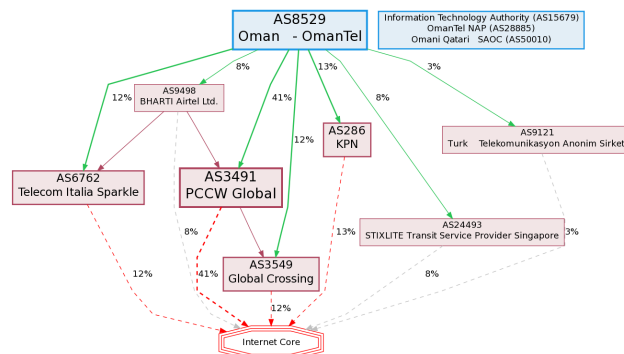 AS8529
Oman - OmanTel
Information Technology Authority (AS15679)
OmanTel NAP (AS28885)
Omani Qatari SAOC (AS50010)
8%
13%
3%
12%
AS9498
BHARTI Airtel Ltd.
41%
8%
12%
AS286
KPN
AS9121
Turk Telekomunikasyon Anonim Sirket
AS6762
Telecom Italia Sparkle
AS3491
PCCW Global
AS24493
STIXLITE Transit Service Provider Singapore
8%
13%
3%
AS3549
Global Crossing
12%
41%
8%
12%
Internet Core